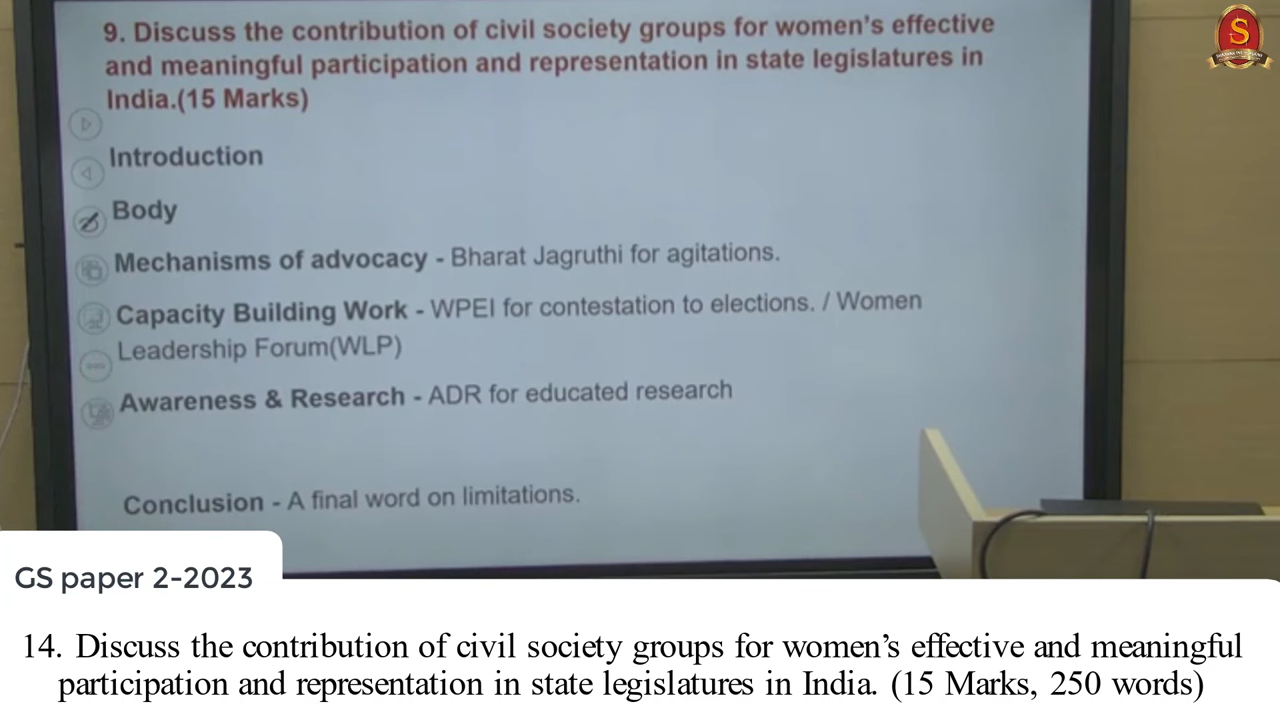 9. Discuss the contribution of civil society groups for women's effective
and meaningful participation and representation in state legislatures in
India.(15 Marks)
Introduction
Body
Mechanisms of advocacy - Bharat Jagruthi for agitations.
Capacity Building Work - WPEI for contestation to elections. / Women
Leadership Forum(WLP)
Awareness & Research - ADR for educated research
Conclusion - A final word on limitations.
S
GS paper 2-2023
14. Discuss the contribution of civil society groups for women's effective and meaningful
participation and representation in state legislatures in India. (15 Marks, 250 words)